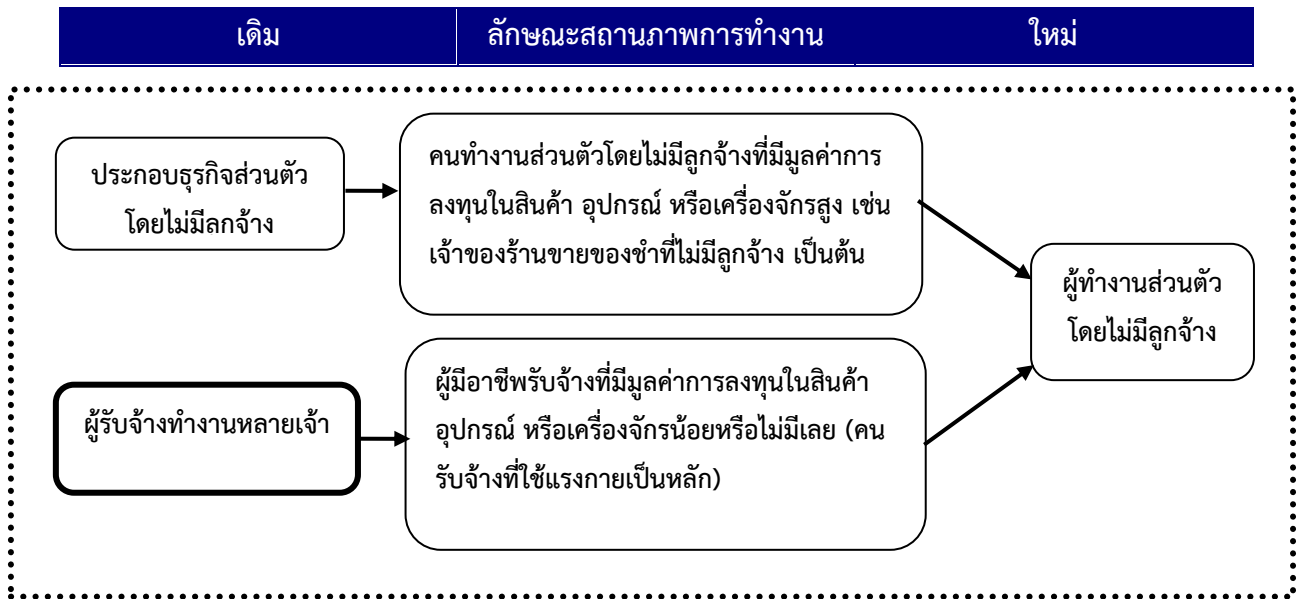 เดิม
ลักษณะสถานภาพการทำงาน
ใหม่
ประกอบธุรกิจส่วนตัว
โดยไม่มีลกจ้าง
คนทำงานส่วนตัวโดยไม่มีลูกจ้างที่มีมูลค่าการ
ลงทุนในสินค้า อุปกรณ์ หรือเครื่องจักรสูง เช่น
เจ้าของร้านขายของชำที่ไม่มีลูกจ้าง เป็นต้น
ผู้ทำงานส่วนตัว
โดยไม่มีลูกจ้าง
ผู้รับจ้างทำงานหลายเจ้า
ผู้มีอาชีพรับจ้างที่มีมูลค่าการลงทุนในสินค้า
อุปกรณ์ หรือเครื่องจักรน้อยหรือไม่มีเลย (คน
รับจ้างที่ใช้แรงกายเป็นหลัก)